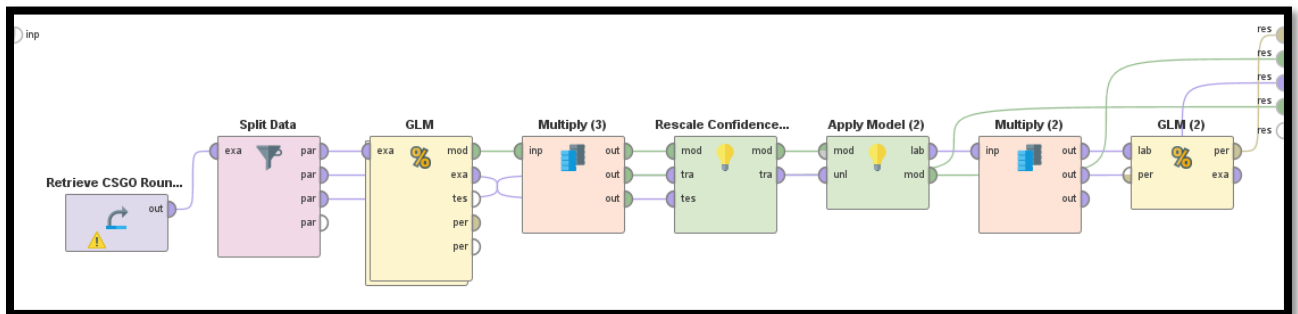 inp
res
res
res
res
res
Split Data
GLM
Multiply (3)
Rescale Confidence...
Apply Model (2)
Multiply (2)
GLM (2)
Retrieve CSGO Roun...
out
exa
par
par
par
par
exa
mod
exa
tes
per
per
inp
out
out
out
mod
tra
tes
mod
tra
mod
unl
lab
mod
inp
out
out
out
lab
per
per
exa